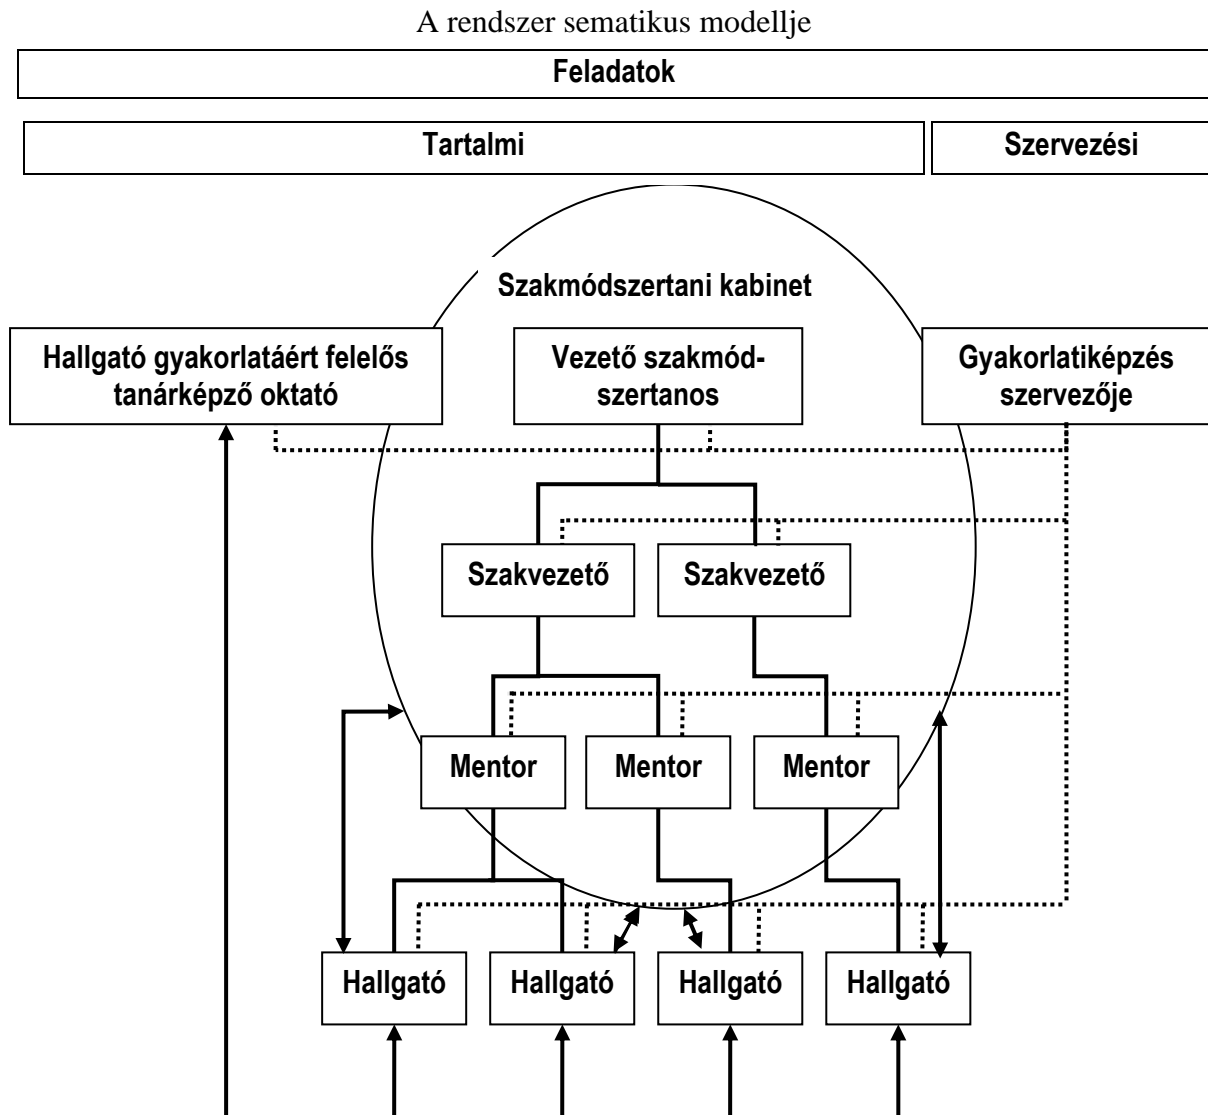 A rendszer sematikus modellje
Feladatok
Tartalmi
Szervezési
Szakmódszertani kabinet
Hallgató gyakorlatáért felelős
tanárképző oktató
Vezető szakmód-
szertanos
Gyakorlatiképzés
szervezője
Szakvezető
Szakvezető
Mentor
Mentor
Mentor
Hallgató
Hallgató
Hallgató
Hallgató